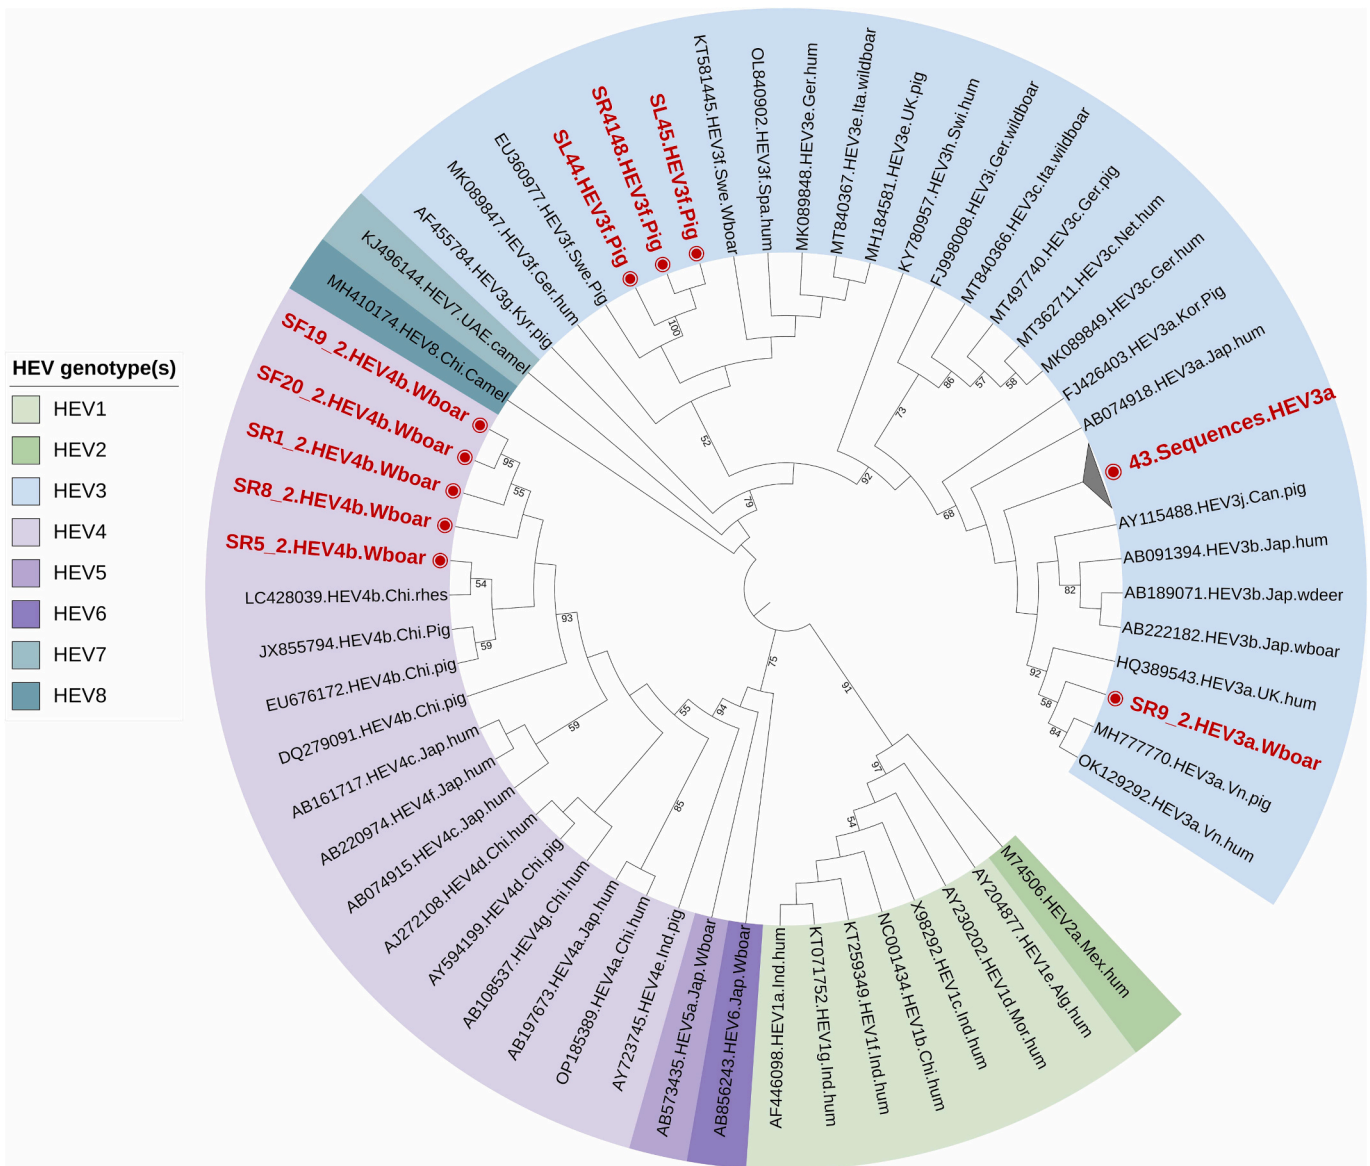 HEV genotype(s)
HEV1
HEV2
HEV3
HEV4
HEV5
HEV6
HEV7
HEV8
MH410174.HEV8.Chi.Camel
KJ496144.HEV7.UAE.camel
AF455784.HEV3g.Kyr.pig
MK089847.HEV3f.Ger.hum
EU360977.HEV3f.Swe.Pig
SL44.HEV3f.Pig
SR4148.HEV3f.Pig
SL45.HEV3f.Pig
KT581445.HEV3f.Swe.Wboar
OL840902.HEV3f.Spa.hum
MK089848.HEV3e.Ger.hum
MT840367.HEV3e.Ita.wildboar
MH184581.HEV3e.UK.pig
KY780957.HEV3h.Swi.hum
FJ998008.HEV3i.Ger.wildboar
MT840366.HEV3c.Ita.wildboar
MT497740.HEV3c.Ger.pig
MT362711.HEV3c.Net.hum
MK089849.HEV3c.Ger.hum
FJ426403.HEV3a.Kor.Pig
AB074918.HEV3a.Jap.hum
43.Sequences.HEV3a
AY115488.HEV3j.Can.pig
AB091394.HEV3b.Jap.hum
AB189071.HEV3b.Jap.wdeer
AB222182.HEV3b.Jap.wboar
HQ389543.HEV3a.UK.hum
SR9_2.HEV3a.Wboar
MH777770.HEV3a.Vn.pig
OK129292.HEV3a.Vn.hum
M74506.HEV2a.Mex.hum
AY204877.HEV1e.Alg.hum
AY230202.HEV1d.Mor.hum
X98292.HEV1c.Ind.hum
NC001434.HEV1b.Chi.hum
KT259349.HEV1f.Ind.hum
KT071752.HEV1g.Ind.hum
AF446098.HEV1a.Ind.hum
AB856243.HEV6.Jap.Wboar
AB573435.HEV5a.Jap.Wboar
AY723745.HEV4e.Ind.pig
OP185389.HEV4a.Chi.hum
AB197673.HEV4a.Jap.hum
AB108537.HEV4g.Chi.hum
AY594199.HEV4d.Chi.pig
AJ272108.HEV4d.Chi.hum
AB074915.HEV4c.Jap.hum
AB220974.HEV4f.Jap.hum
AB161717.HEV4c.Jap.hum
DQ279091.HEV4b.Chi.pig
EU676172.HEV4b.Chi.pig
JX855794.HEV4b.Chi.Pig
LC428039.HEV4b.Chi.rhes
SR5_2.HEV4b.Wboar
SR8_2.HEV4b.Wboar
SR1_2.HEV4b.Wboar
SF20_2.HEV4b.Wboar
SF19_2.HEV4b.Wboar
100
52
79
92
73
86
57
58
68
82
92
58
84
91
97
54
75
94
55
85
59
93
59
54
55
95